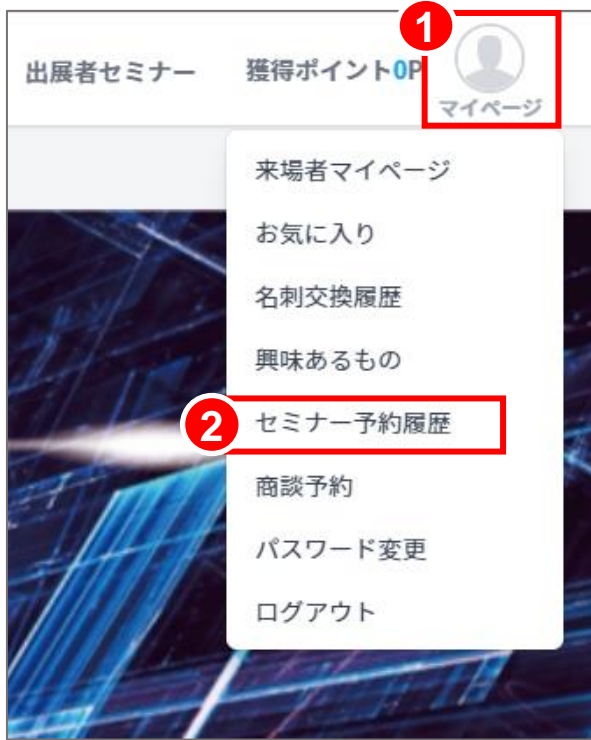 1
出展者セミナー 獲得ポイント0P
マイページ
来場者マイページ
お気に入り
名刺交換履歴
興味あるもの
2 セミナー予約履歴
商談予約
パスワード変更
ログアウト